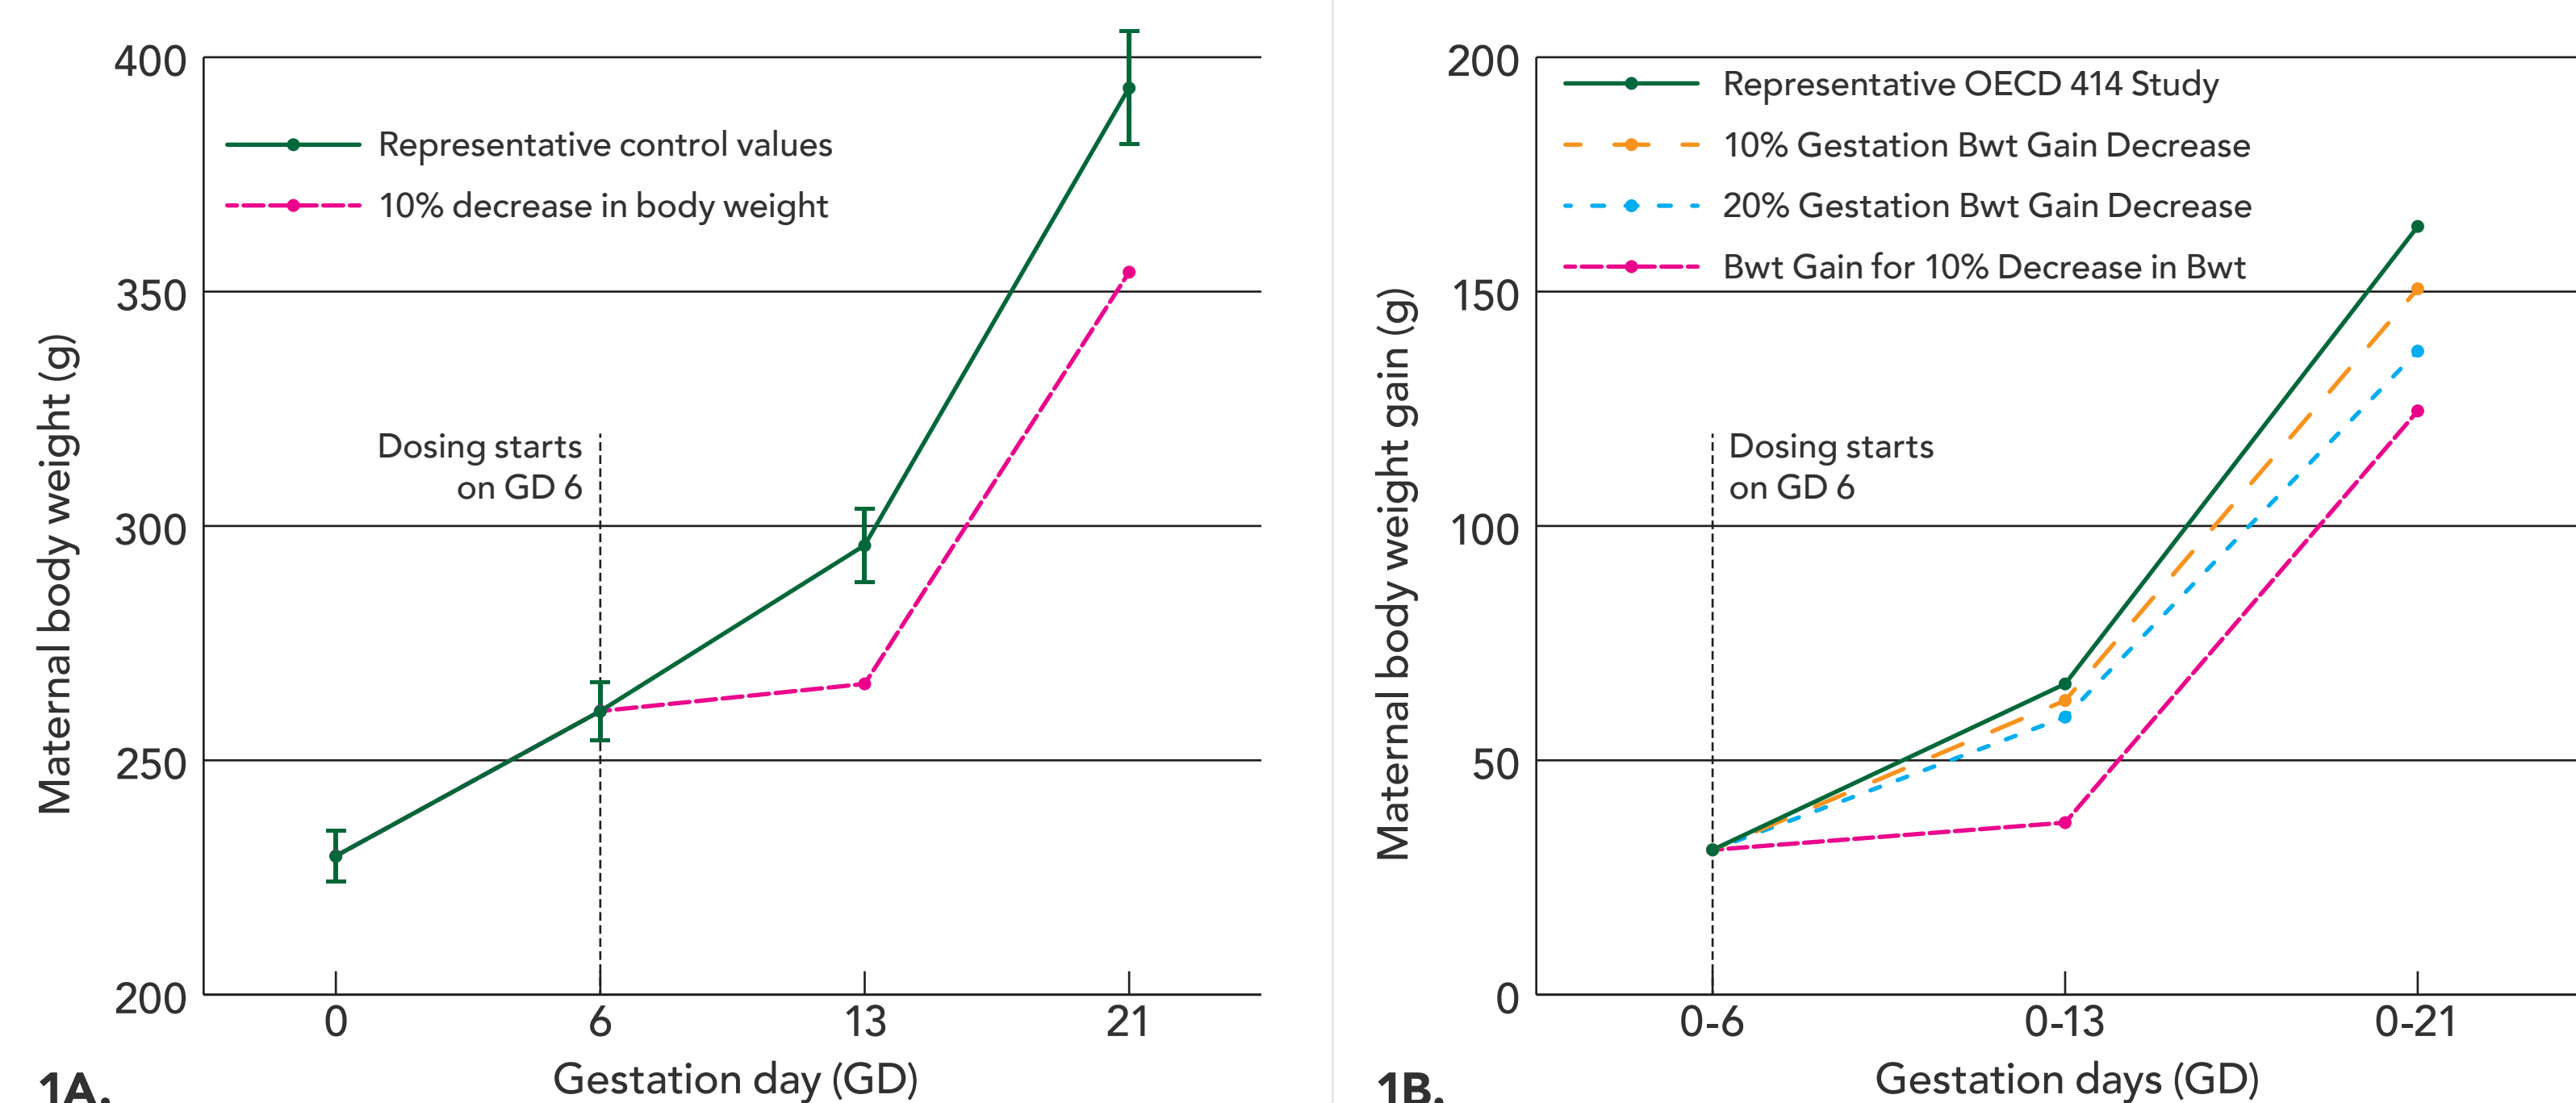 400
350
300
250
200
Maternal body weight (g)
Representative control values
10% decrease in body weight
Dosing starts
on GD 6
0
6
13
21
Gestation day (GD)
1A.
200
150
100
50
0
Maternal body weight gain (g)
Representative OECD 414 Study
10% Gestation Bwt Gain Decrease
20% Gestation Bwt Gain Decrease
Bwt Gain for 10% Decrease in Bwt
Dosing starts
on GD 6
0-6
0-13
0-21
Gestation days (GD)
1B.